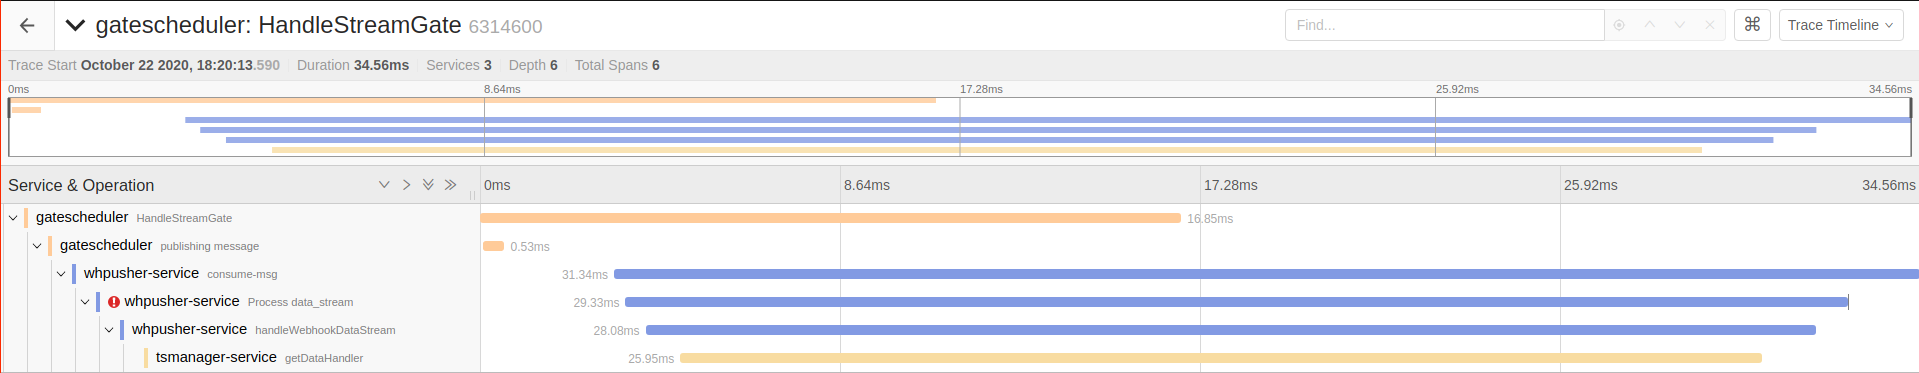 gatescheduler: HandleStreamGate 6314600 Find... ⌘ Trace Timeline
Trace Start October 22 2020, 18:20:13.590 Duration 34.56ms Services 3 Depth 6 Total Spans 6
0ms 8.64ms 17.28ms 25.92ms 34.56ms
Service & Operation 0ms 8.64ms 17.28ms 25.92ms 34.56ms
gatescheduler HandleStreamGate 16.85ms
gatescheduler publishing message 0.53ms
whpusher-service consume-msg 31.34ms
whpusher-service Process data_stream 29.33ms
whpusher-service handleWebhookDataStream 28.08ms
tsmanager-service getDataHandler 25.95ms